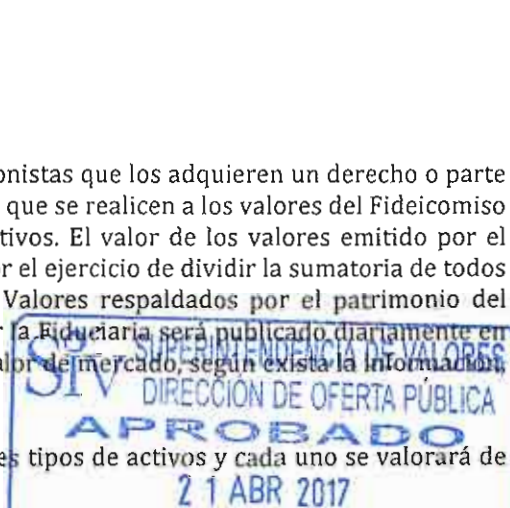 onistas que los adquieren un derecho o parte
que se realicen a los valores del Fideicomiso
tivos. El valor de los valores emitido por el
r el ejercicio de dividir la sumatoria de todos
Valores respaldados por el patrimonio del
r la Fiduciaria será publicado diariamente en
SIV SUPERINTENDENCIA DE VALORES
alor de mercado, según exista la información,
DIRECCIÓN DE OFERTA PÚBLICA
APROBADO
es tipos de activos y cada uno se valorará de
21 ABR 2017